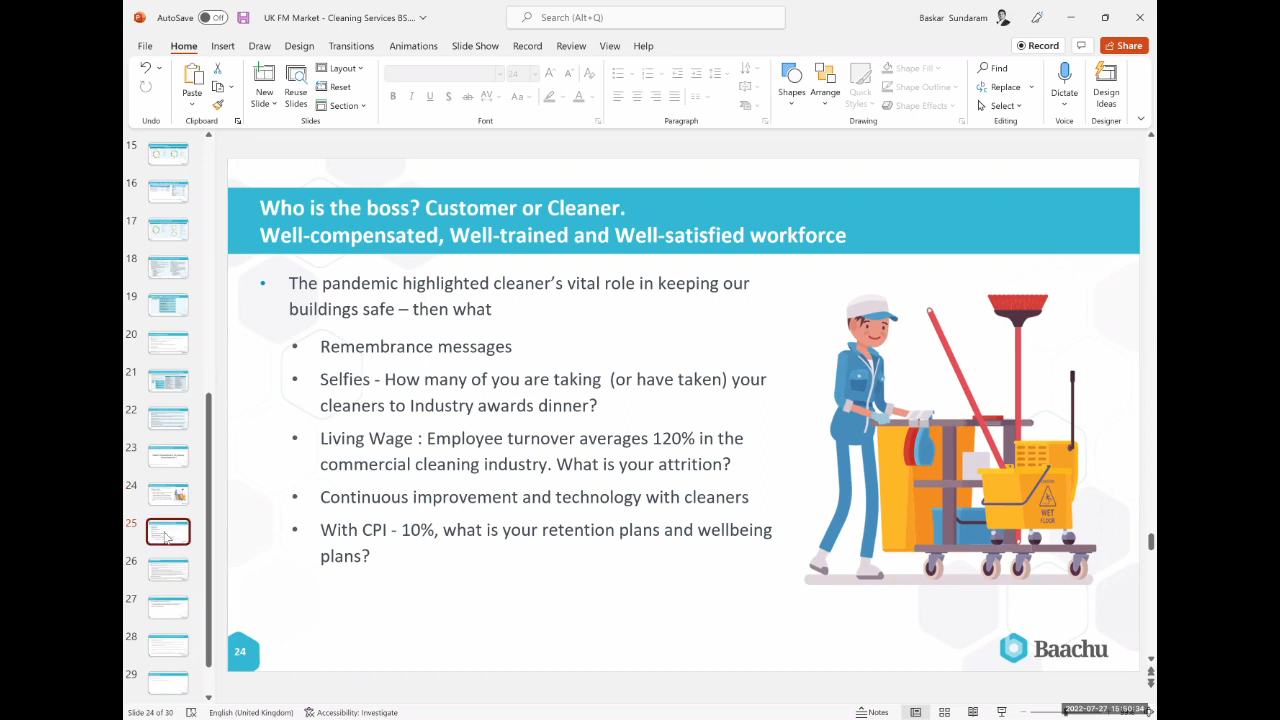 AutoSave Off UK FM Market - Cleaning Services BS.... Search (Alt+Q) Baskar Sundaram
File Home Insert Draw Design Transitions Animations Slide Show Record Review View Help Record Share
Paste New Slide Reuse Slides Layout Reset Section 24 Shapes Arrange Quick Styles Shape Fill Shape Outline Shape Effects Find Replace Select Dictate Design Ideas
B I U S ab AV Aa A
Undo Clipboard Slides Font Paragraph Drawing Editing Voice Designer
15
16
17
18
19
20
21
22
23
24
25
26
27
28
29
Who is the boss? Customer or Cleaner.
Well-compensated, Well-trained and Well-satisfied workforce
• The pandemic highlighted cleaner’s vital role in keeping our
buildings safe – then what
• Remembrance messages
• Selfies - How many of you are taking (or have taken) your
cleaners to Industry awards dinner?
• Living Wage : Employee turnover averages 120% in the
commercial cleaning industry. What is your attrition?
• Continuous improvement and technology with cleaners
• With CPI - 10%, what is your retention plans and wellbeing
plans?
WET
FLOOR
24
Baachu
Slide 24 of 30 English (United Kingdom) Accessibility: Investigate Notes 2022-07-27 15:50:34